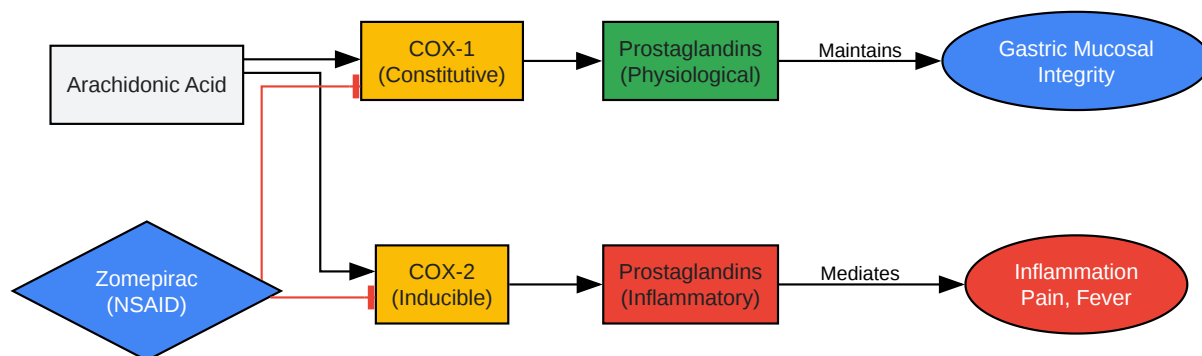 Arachidonic Acid
COX-1
(Constitutive)
Prostaglandins
(Physiological)
Maintains
Gastric Mucosal
Integrity
Zomepirac
(NSAID)
COX-2
(Inducible)
Prostaglandins
(Inflammatory)
Mediates
Inflammation
Pain, Fever